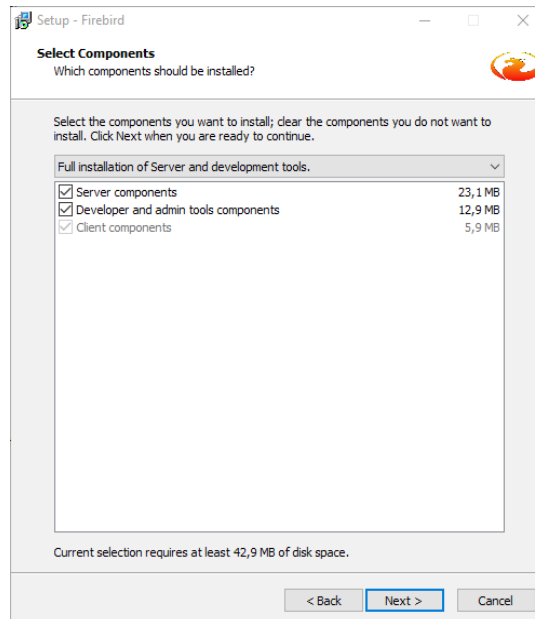 Setup - Firebird
Select Components
Which components should be installed?
Select the components you want to install; clear the components you do not want to
install. Click Next when you are ready to continue.
Full installation of Server and development tools.
Server components 23,1 MB
Developer and admin tools components 12,9 MB
Client components 5,9 MB
Current selection requires at least 42,9 MB of disk space.
< Back Next > Cancel